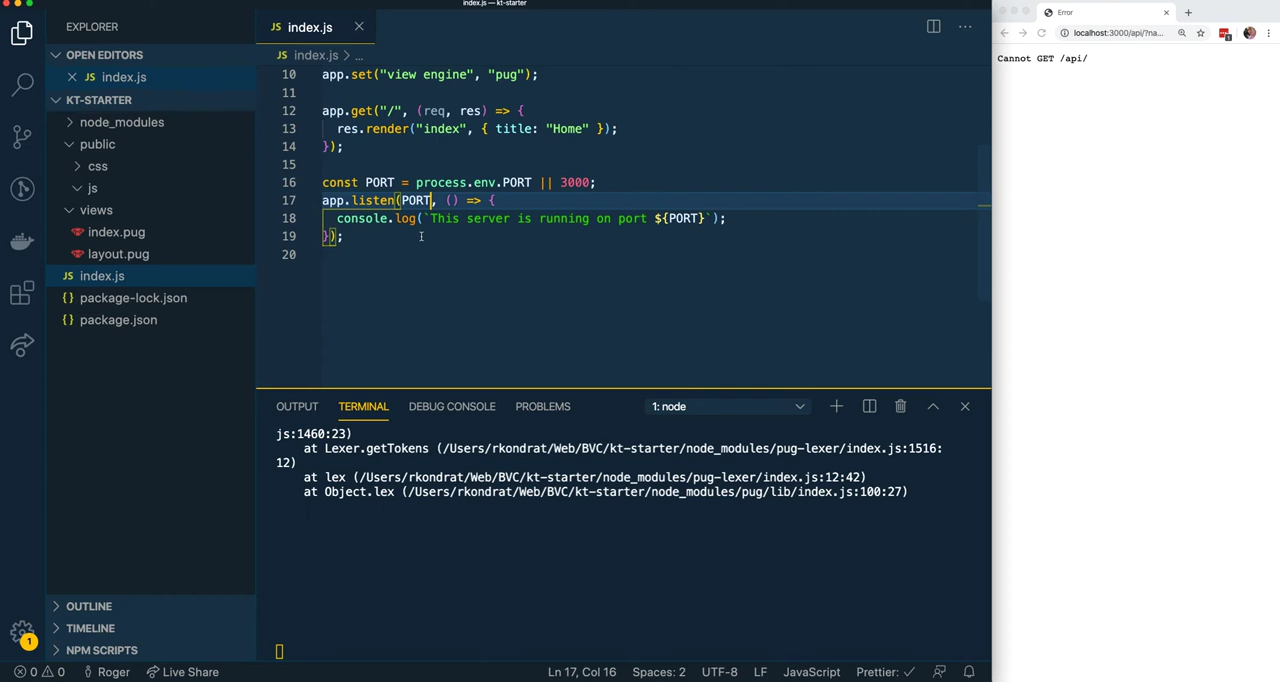 index.js — kt-starter
EXPLORER
OPEN EDITORS
JS index.js
KT-STARTER
node_modules
public
css
js
views
index.pug
layout.pug
JS index.js
{} package-lock.json
{} package.json
OUTLINE
TIMELINE
NPM SCRIPTS
1
JS index.js
JS index.js > ...
10 app.set("view engine", "pug");
11
12 app.get("/", (req, res) => {
13 res.render("index", { title: "Home" });
14 });
15
16 const PORT = process.env.PORT || 3000;
17 app.listen(PORT, () => {
18 console.log(`This server is running on port ${PORT}`);
19 });
20
OUTPUT TERMINAL DEBUG CONSOLE PROBLEMS 1: node
js:1460:23)
at Lexer.getTokens (/Users/rkondrat/Web/BVC/kt-starter/node_modules/pug-lexer/index.js:1516:
12)
at lex (/Users/rkondrat/Web/BVC/kt-starter/node_modules/pug-lexer/index.js:12:42)
at Object.lex (/Users/rkondrat/Web/BVC/kt-starter/node_modules/pug/lib/index.js:100:27)
0 0 Roger Live Share Ln 17, Col 16 Spaces: 2 UTF-8 LF JavaScript Prettier: ✓
Error
localhost:3000/api/?na
Cannot GET /api/